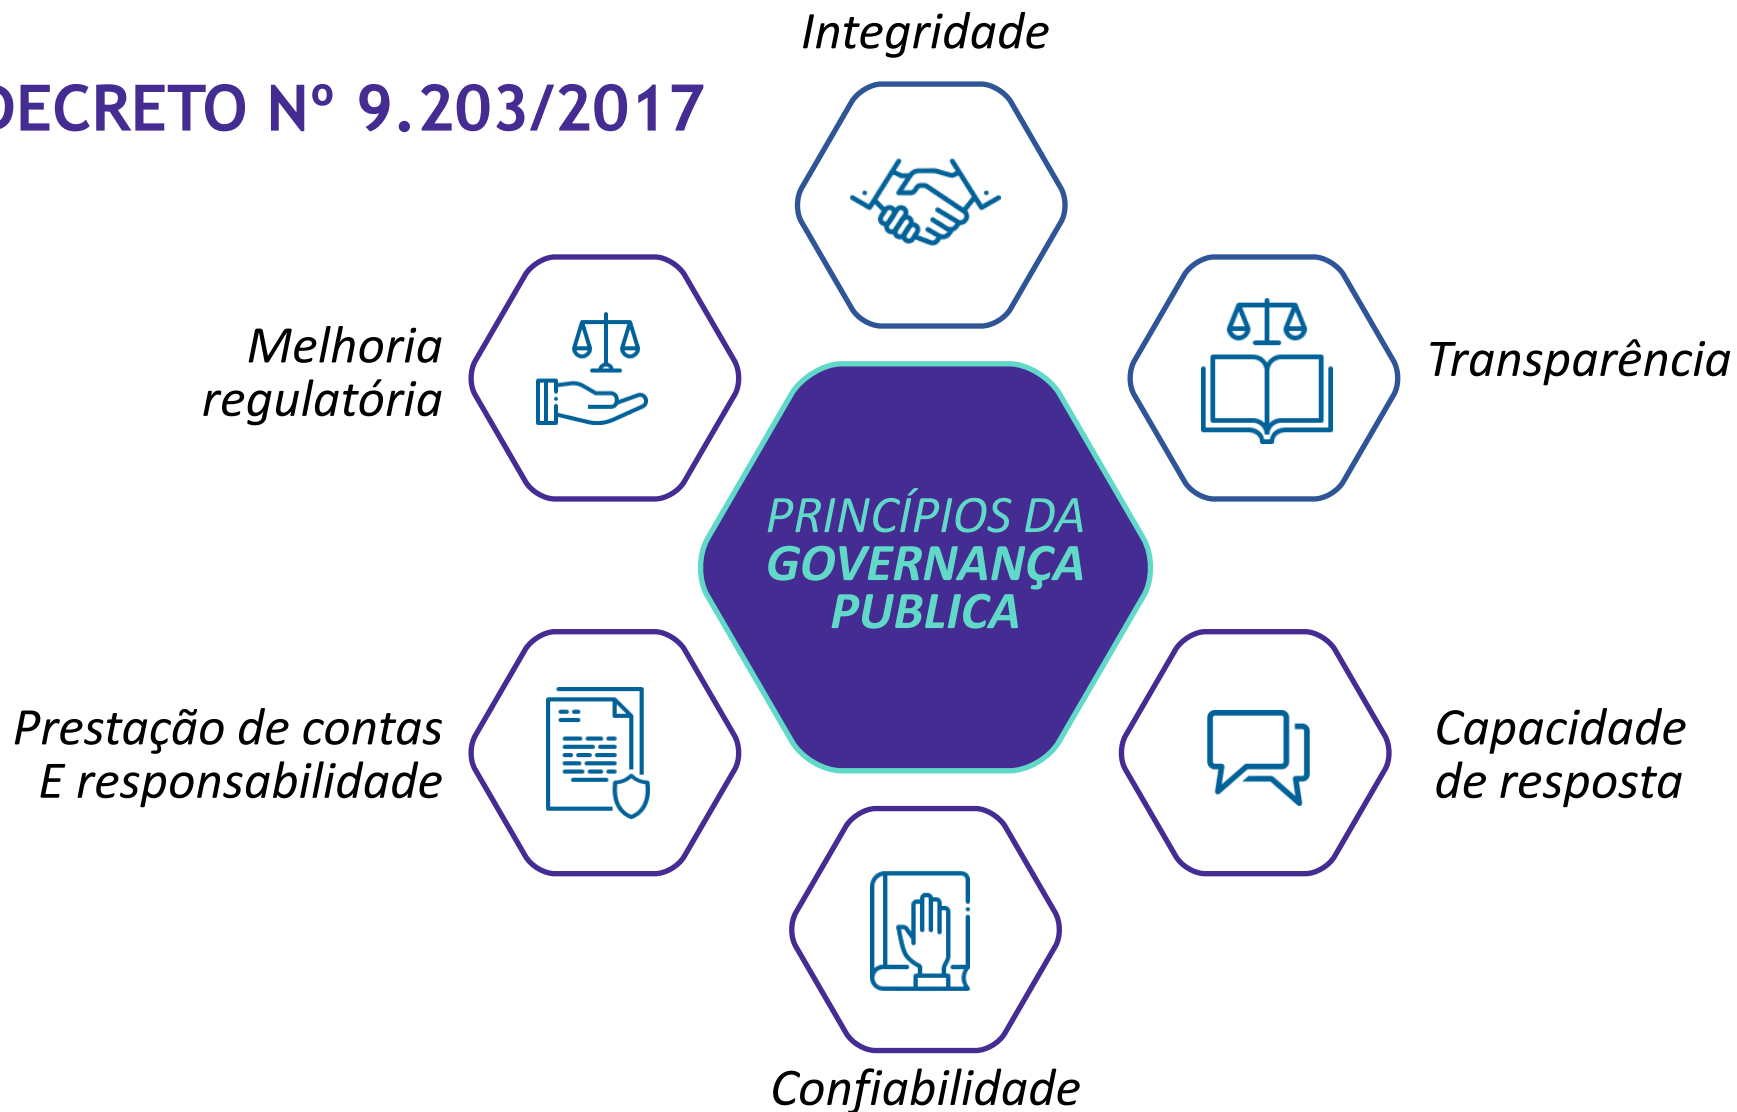 Integridade
DECRETO Nº 9.203/2017
Melhoria
regulatória
Transparência
PRINCÍPIOS DA
GOVERNANÇA
PUBLICA
Prestação de contas
E responsabilidade
Capacidade
de resposta
Confiabilidade